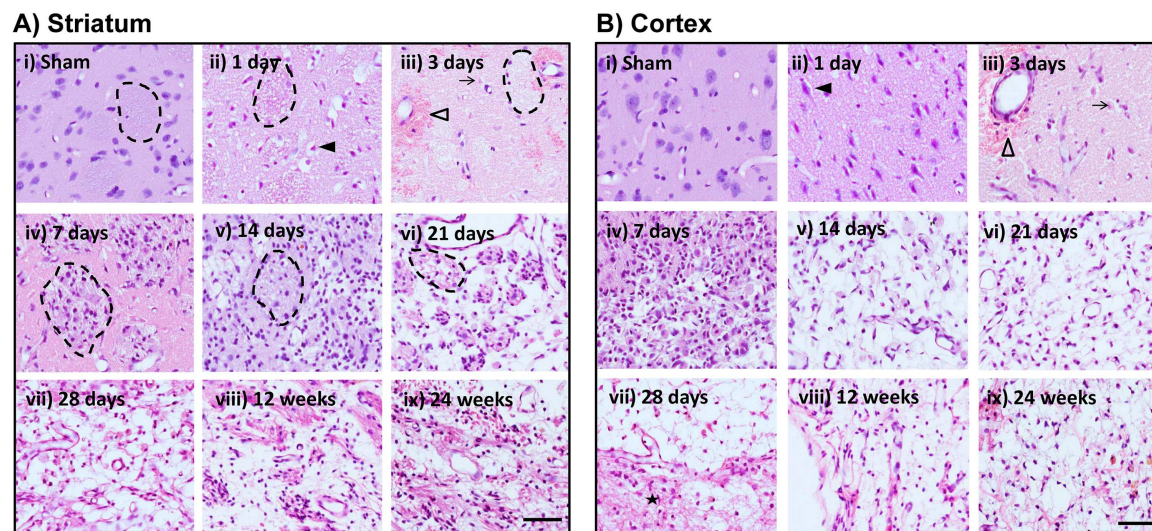 A) Striatum
i) Sham
ii) 1 day
iii) 3 days
iv) 7 days
v) 14 days
vi) 21 days
vii) 28 days
viii) 12 weeks
ix) 24 weeks
B) Cortex
i) Sham
ii) 1 day
iii) 3 days
iv) 7 days
v) 14 days
vi) 21 days
vii) 28 days
viii) 12 weeks
ix) 24 weeks